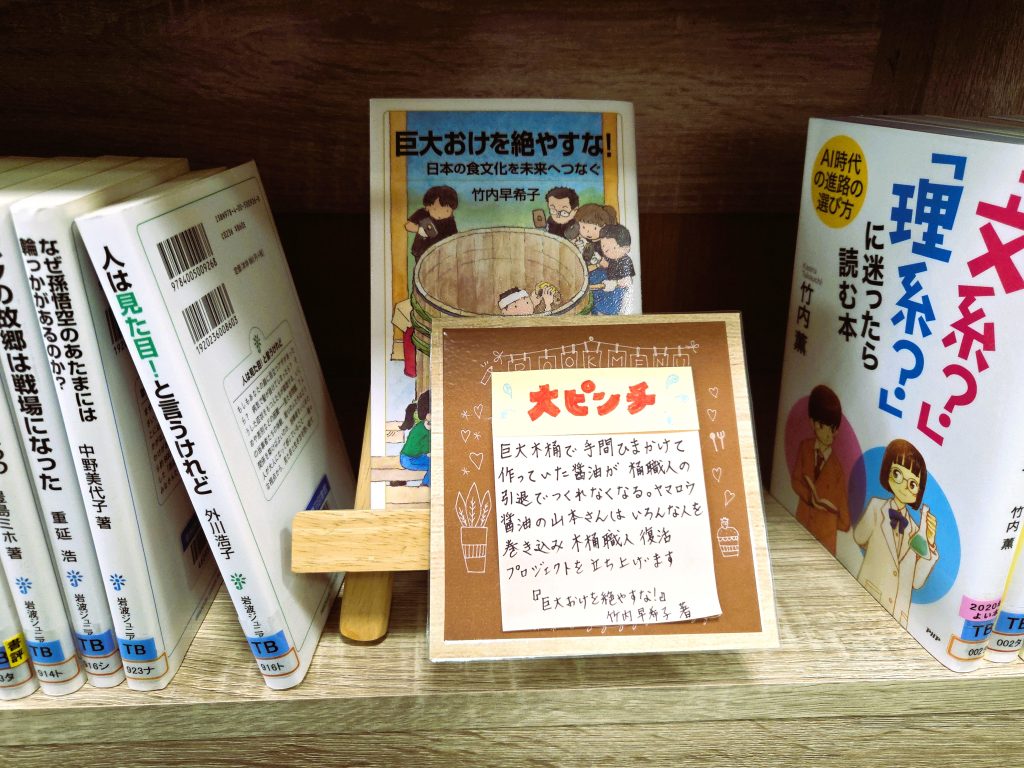 巨大おけを絶やすな!
日本の食文化を未来へつなぐ
竹内早希子
BOOK MENU
大ピンチ
巨大木桶で手間ひまかけて
作っていた醤油が 桶職人の
引退でつくれなくなる。ヤマロク
醤油の山本さんは いろんな人を
巻き込み 木桶職人 復活
プロジェクトを立ち上げます
『巨大おけを絶やすな!』
竹内早希子 著
の故郷は戦場になった
重延 浩
岩波ジュニア
TB
916シ
なぜ孫悟空のあたまには
輪っかがあるのか?
中野美代子 著
岩波ジュニア
TB
923ナ
人は見た目!と言うけれど
外川浩子
岩波ジュニア
TB
916ト
9784005009268
1920256008603
書評
TB
914ト
AI時代
の進路の
選び方
「文系?」
「理系?」
に迷ったら
読む本
竹内 薫
PHP
2020年
TB
竹内 薫